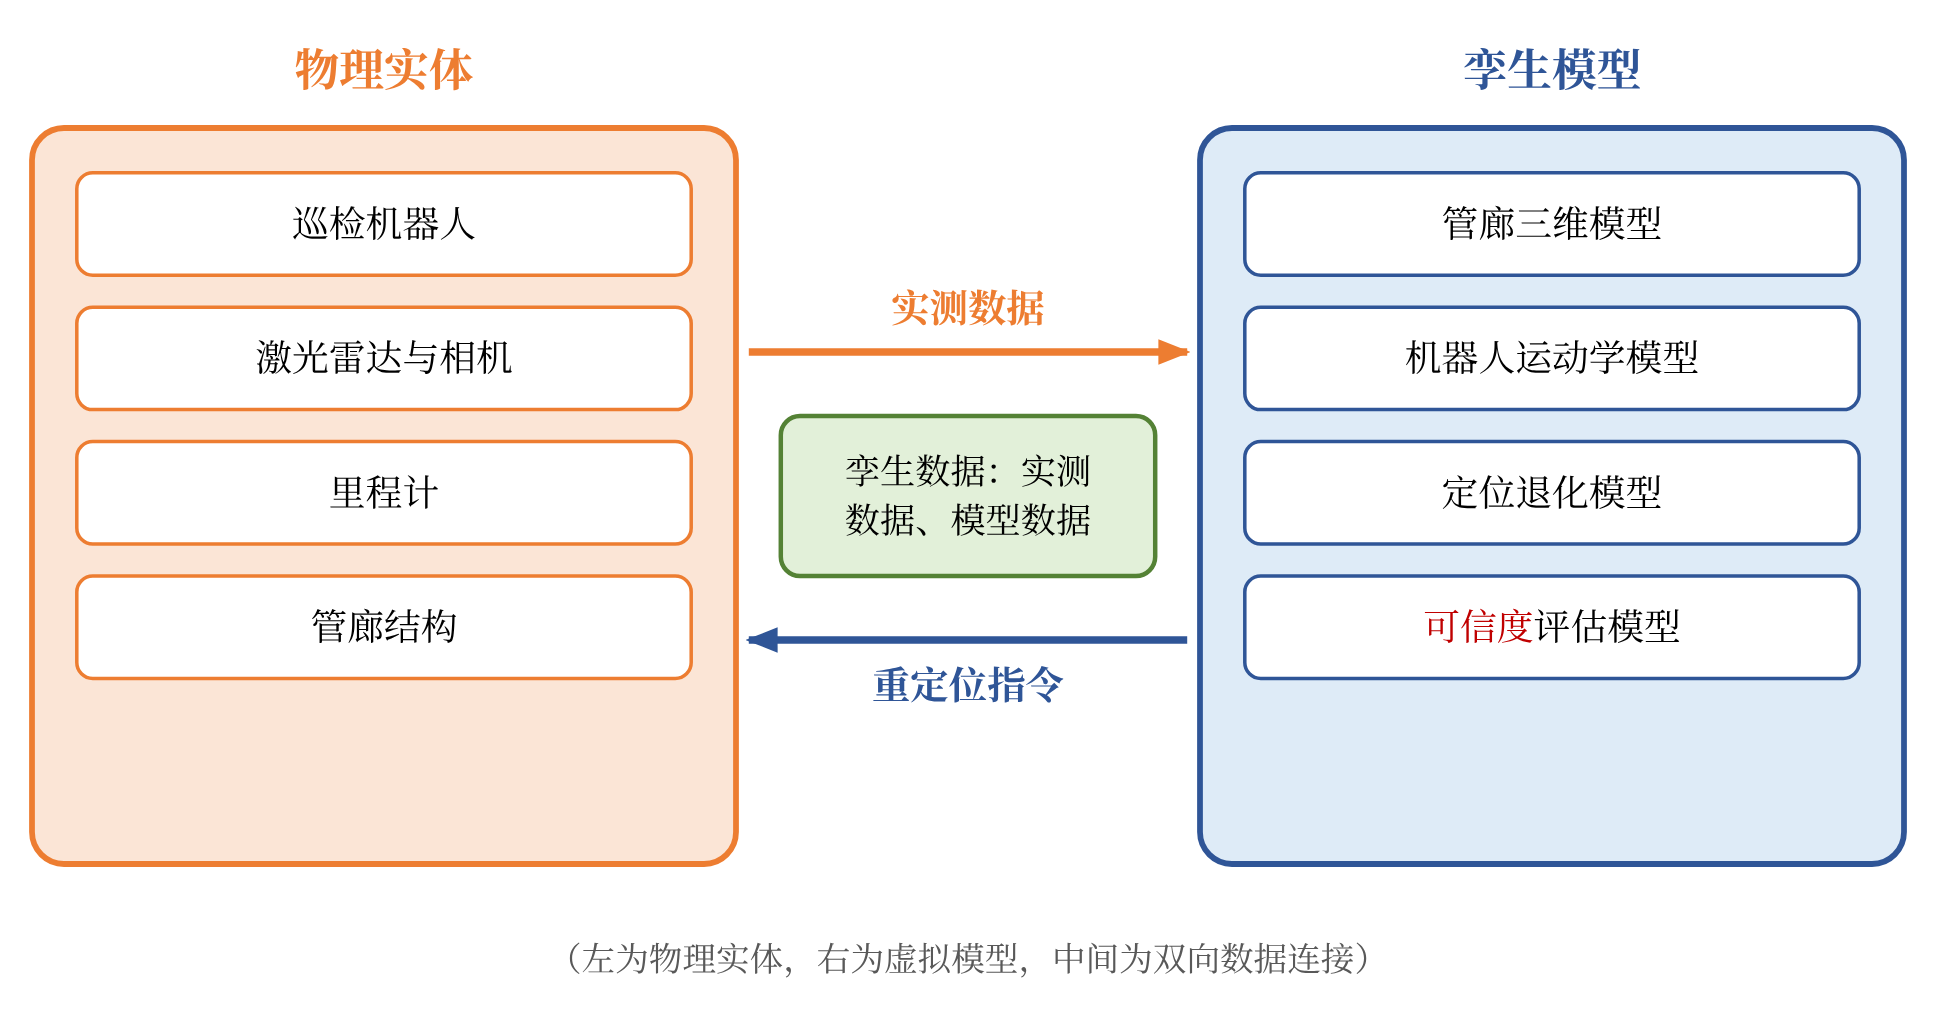 物理实体
巡检机器人
激光雷达与相机
里程计
管廊结构
实测数据
孪生数据：实测
数据、模型数据
重定位指令
孪生模型
管廊三维模型
机器人运动学模型
定位退化模型
可信度评估模型
（左为物理实体，右为虚拟模型，中间为双向数据连接）